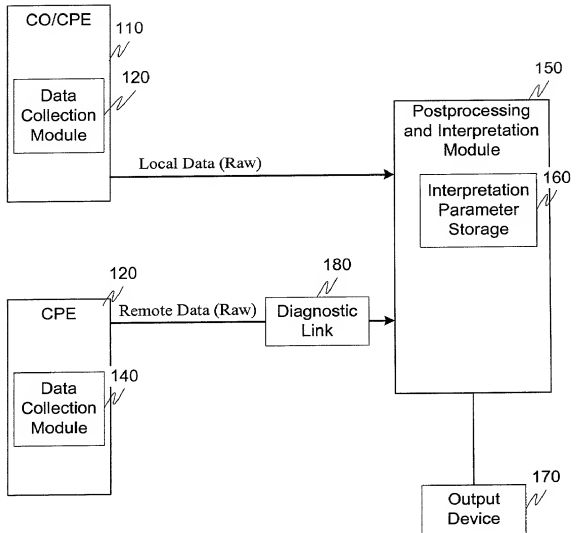 CO/CPE
110
120
Data
Collection
Module
Local Data (Raw)
150
Postprocessing
and Interpretation
Module
160
Interpretation
Parameter
Storage
120
CPE
Remote Data (Raw)
180
Diagnostic
Link
140
Data
Collection
Module
170
Output
Device